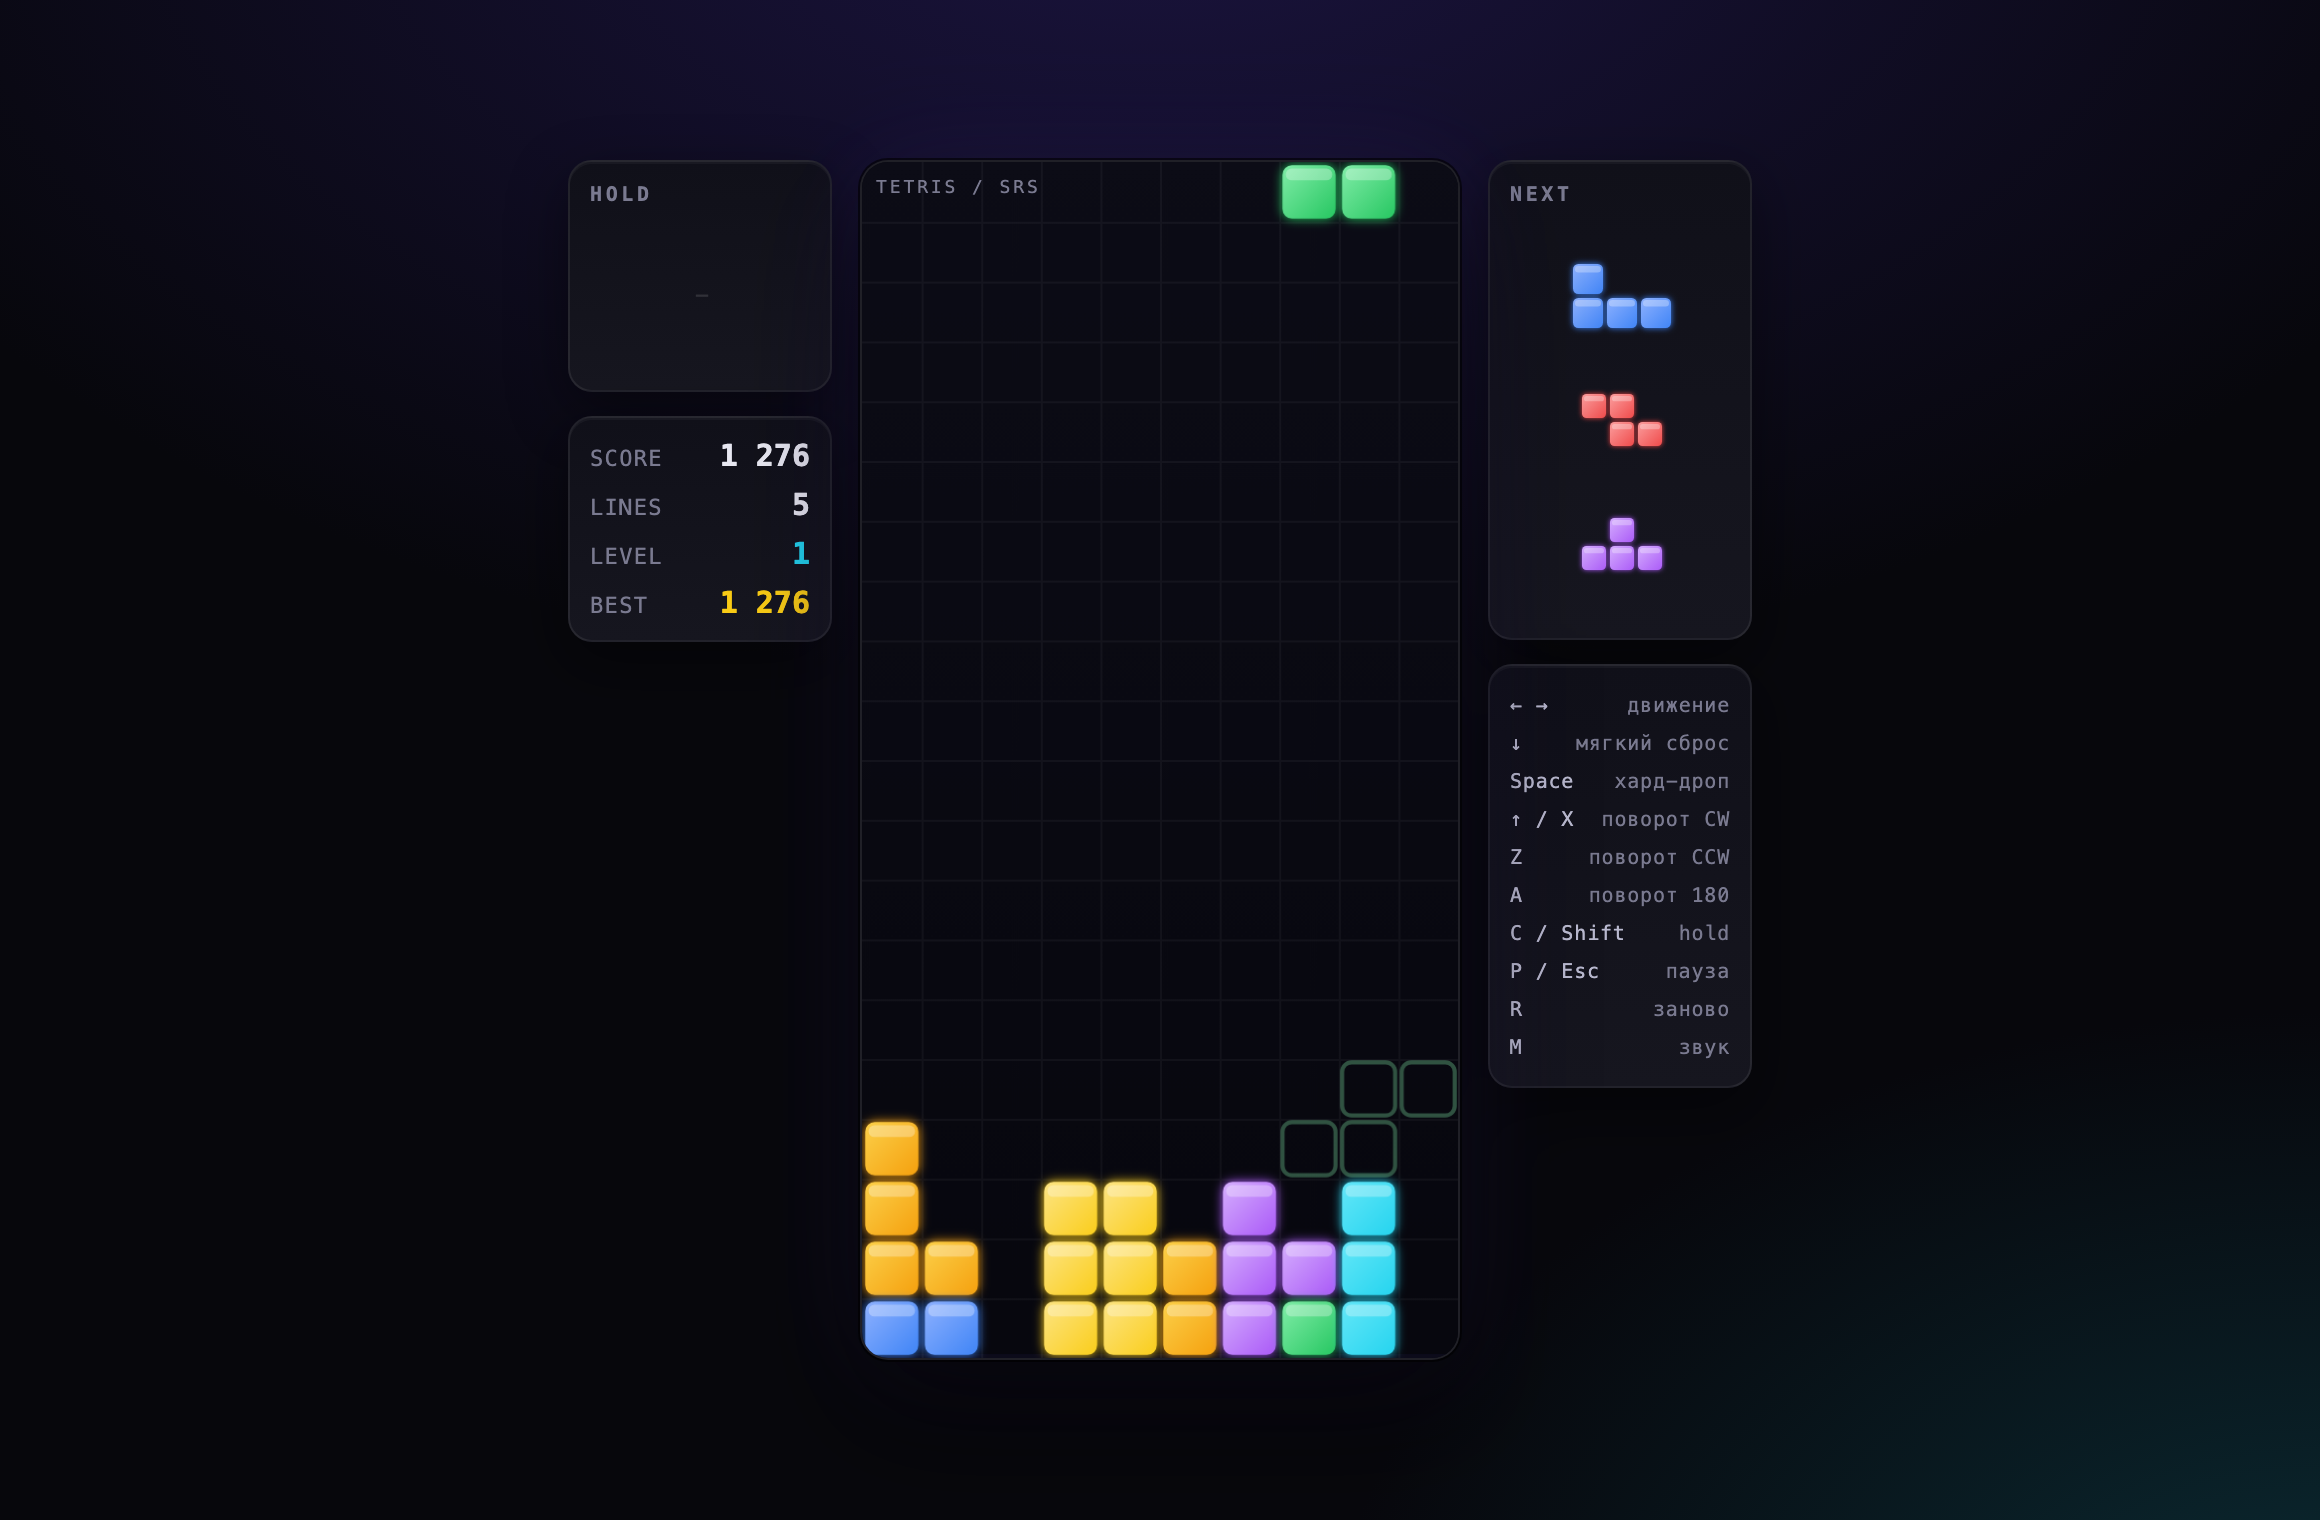 HOLD
–
SCORE 1 276
LINES 5
LEVEL 1
BEST 1 276
TETRIS / SRS
NEXT
← → движение
↓ мягкий сброс
Space хард-дроп
↑ / X поворот CW
Z поворот CCW
A поворот 180
C / Shift hold
P / Esc пауза
R заново
M звук